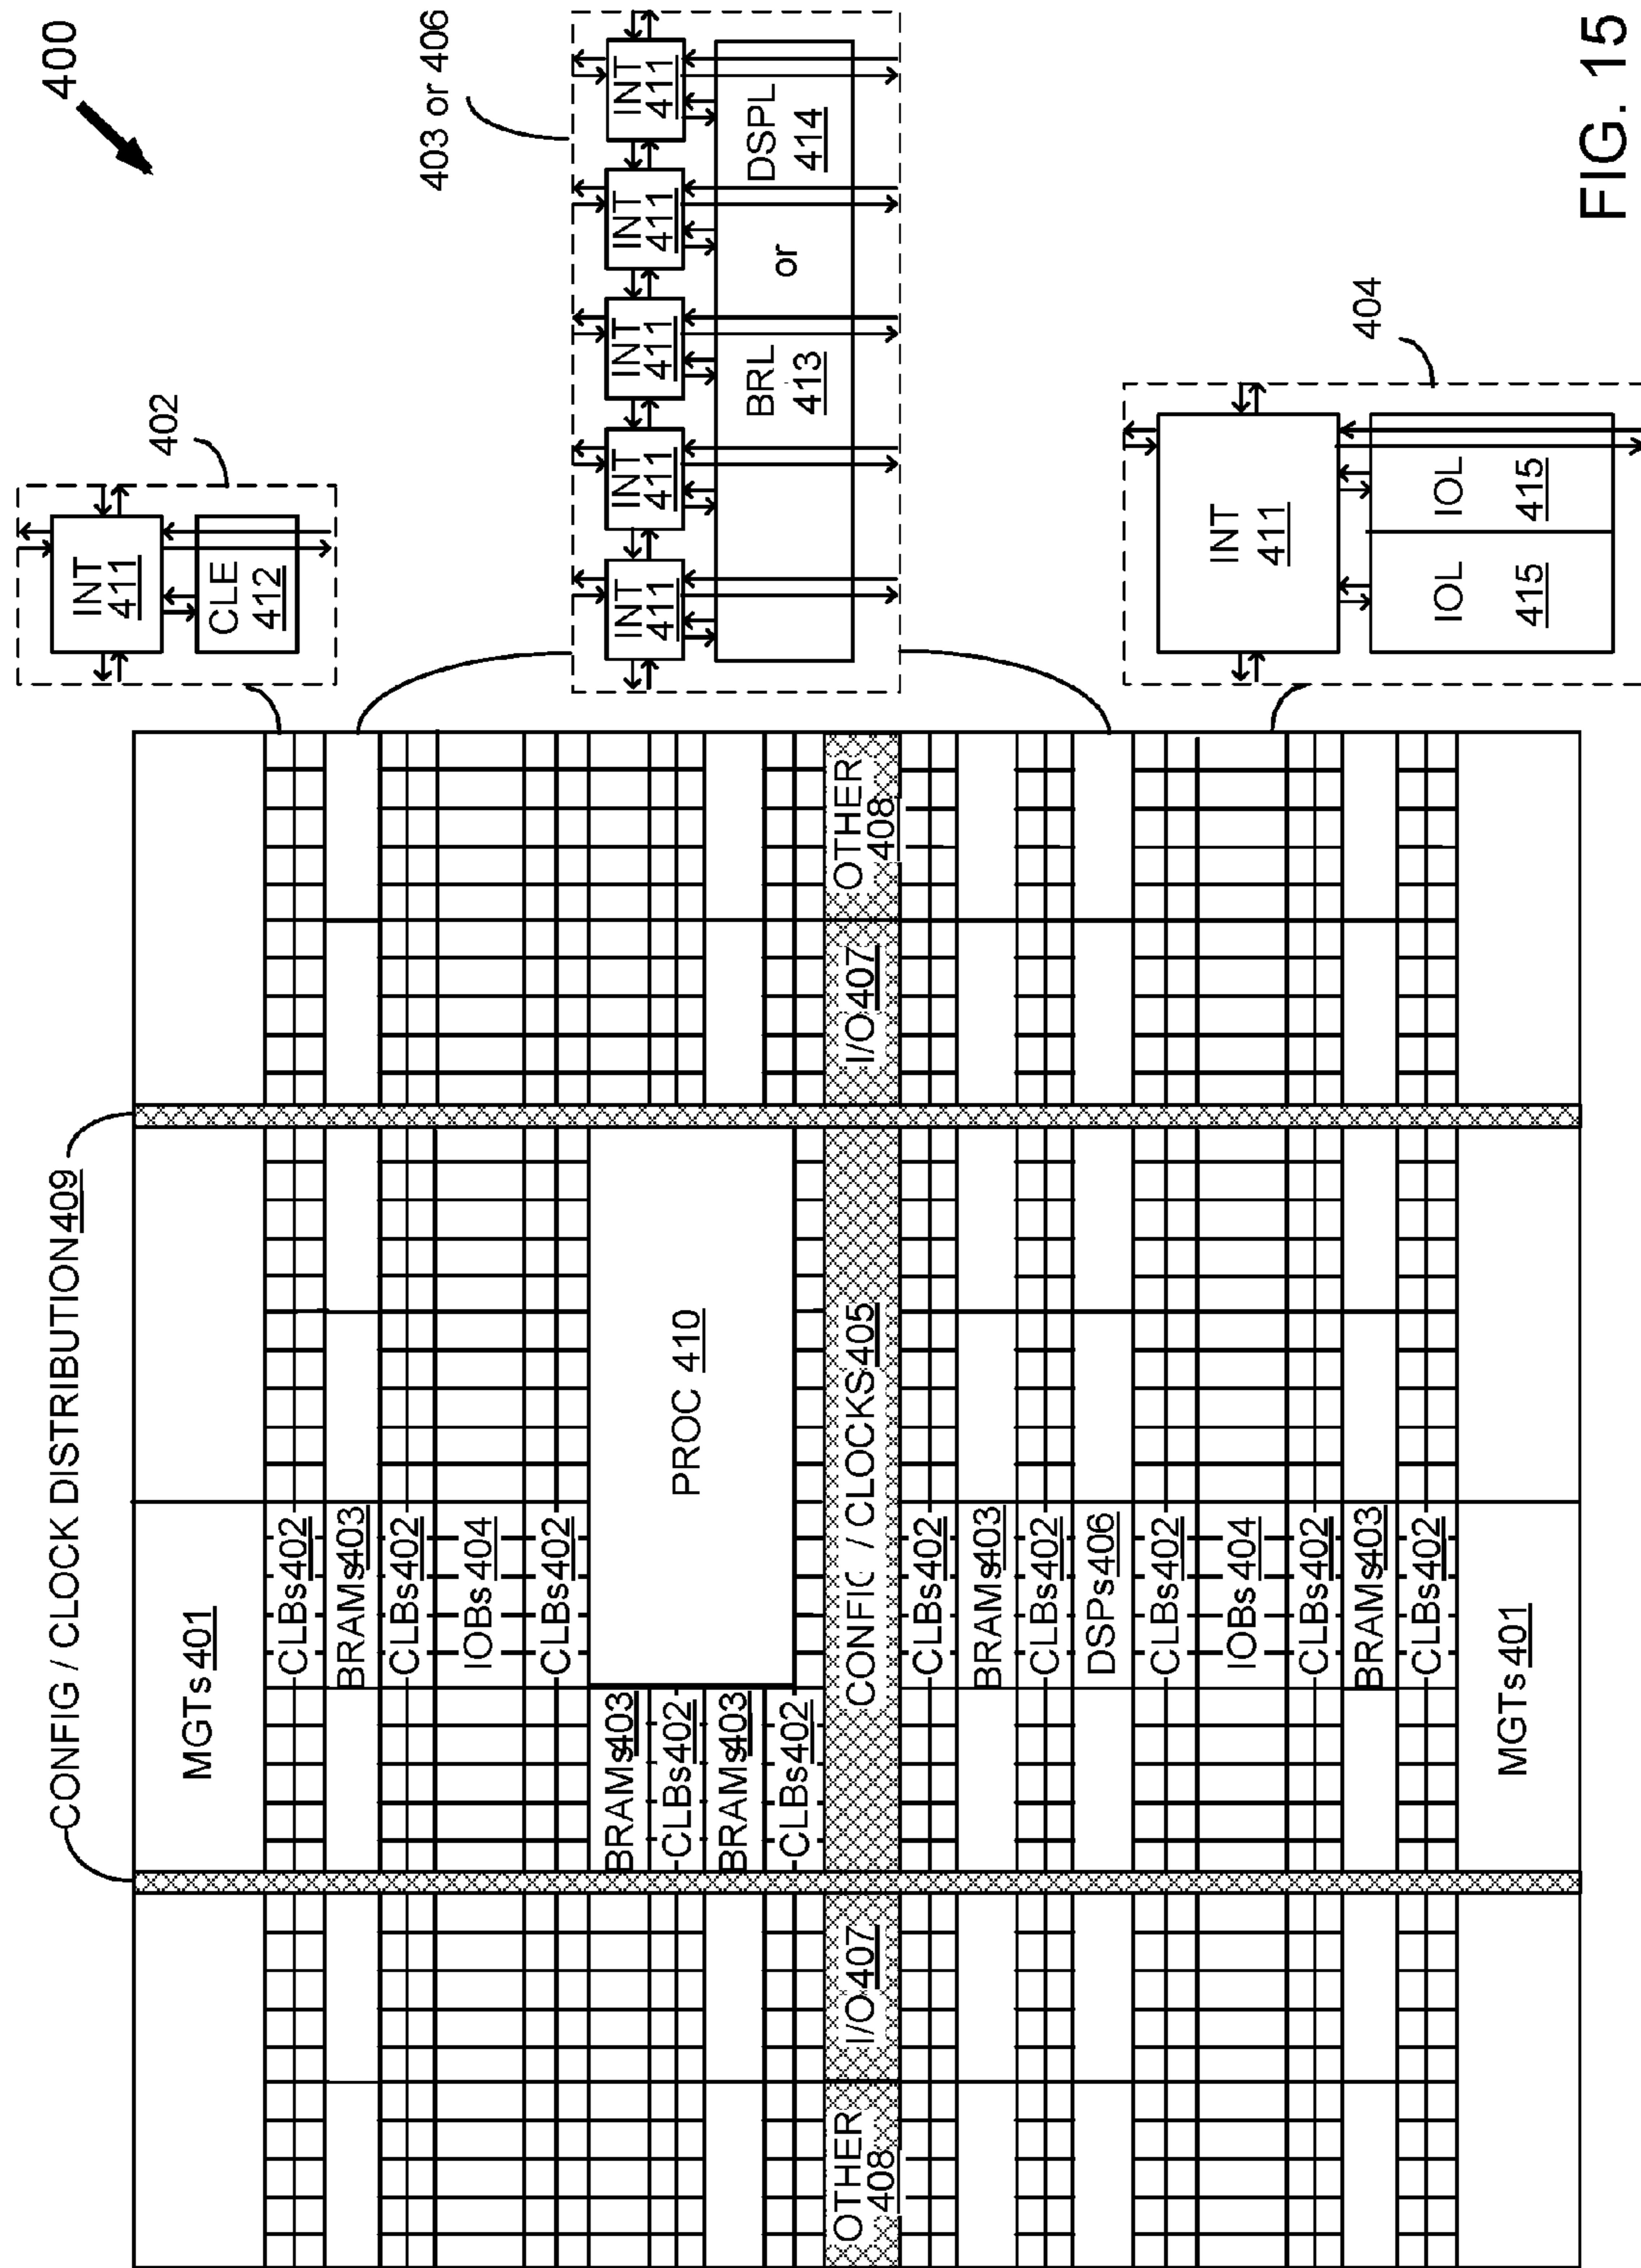 400
CONFIG / CLOCK DISTRIBUTION 409
MGTs 401
CLBs 402
BRAMs 403
CLBs 402
IOBs 404
CLBs 402
BRAMs 403
CLBs 402
BRAMs 403
CLBs 402
PROC 410
OTHER
408
I/O 407
CONFIG / CLOCKS 405
I/O 407
OTHER
408
CLBs 402
BRAMs 403
CLBs 402
DSPs 406
CLBs 402
IOBs 404
CLBs 402
BRAMs 403
CLBs 402
MGTs 401
INT
411
CLE
412
402
403 or 406
INT
411
INT
411
INT
411
INT
411
INT
411
BRL
413
or
DSPL
414
404
INT
411
IOL
415
IOL
415
FIG. 15